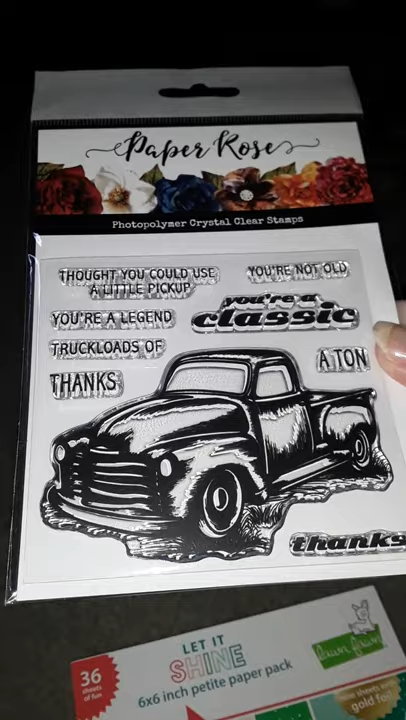 Paper Rose
Photopolymer Crystal Clear Stamps
THOUGHT YOU COULD USE
A LITTLE PICKUP
YOU'RE NOT OLD
you're a
classic
YOU'RE A LEGEND
TRUCKLOADS OF
A TON
THANKS
thanks
LET IT
SHINE
6x6 inch petite paper pack
36
sheets
of fun
lawn fawn
sheets with
gold foil